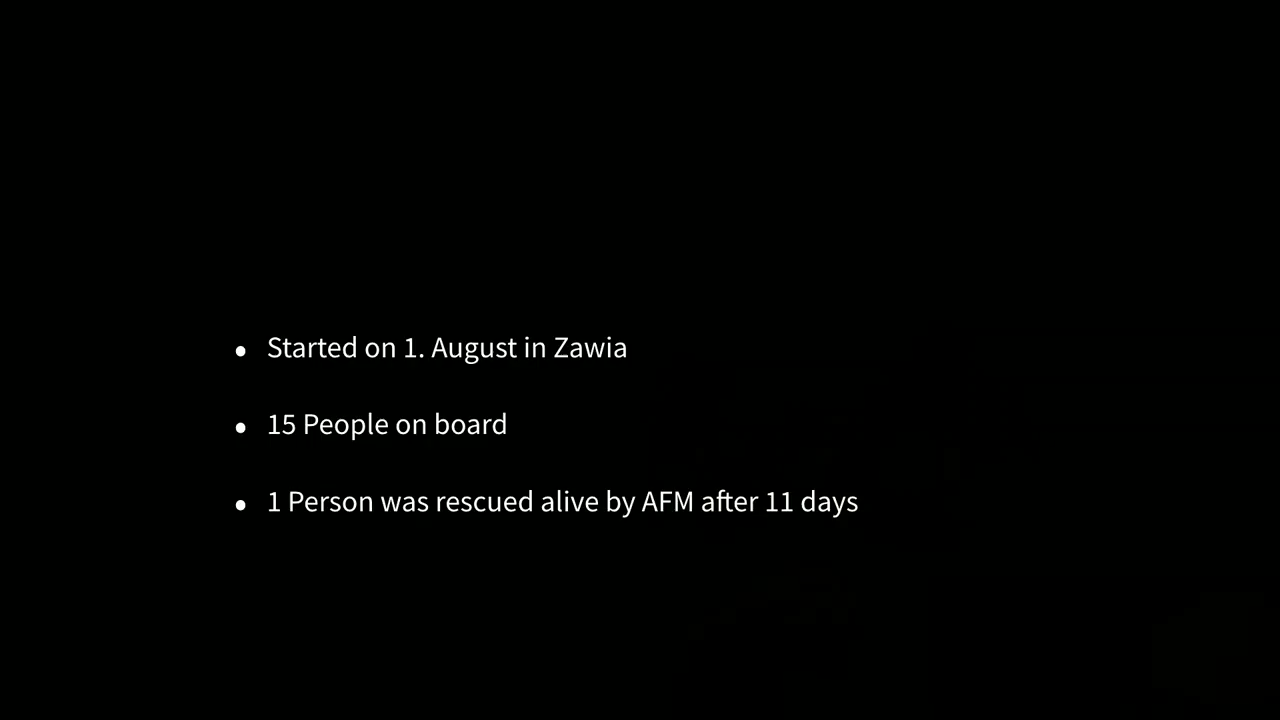 • Started on 1. August in Zawia
• 15 People on board
• 1 Person was rescued alive by AFM after 11 days